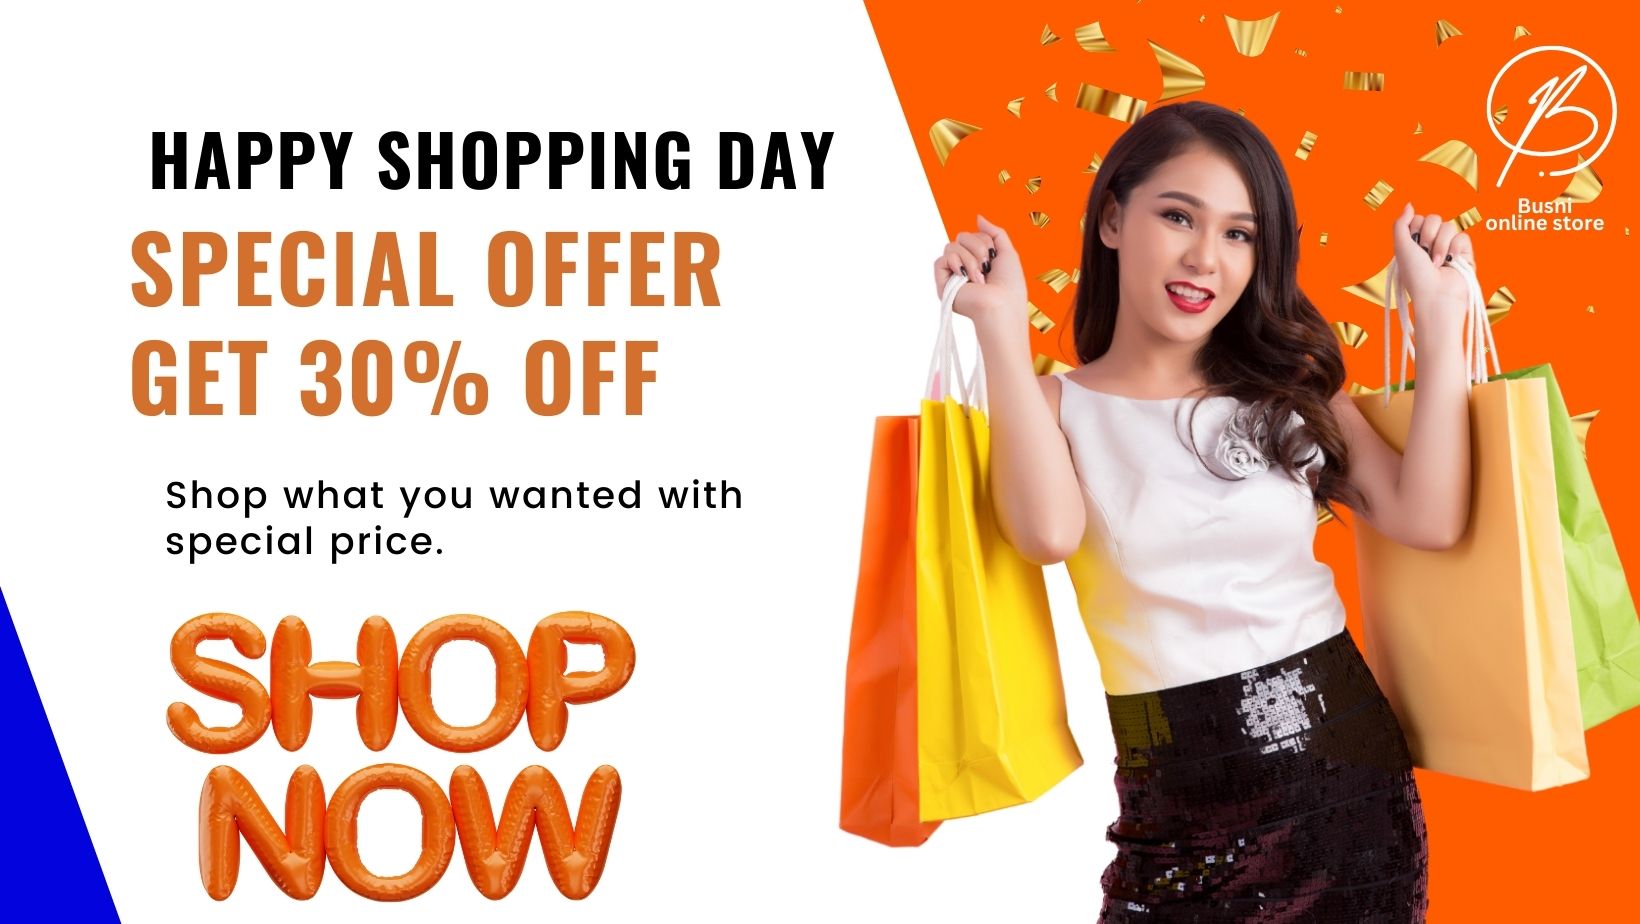 HAPPY SHOPPING DAY
SPECIAL OFFER
GET 30% OFF
Shop what you wanted with
special price.
SHOP
NOW
B
Busni
online store